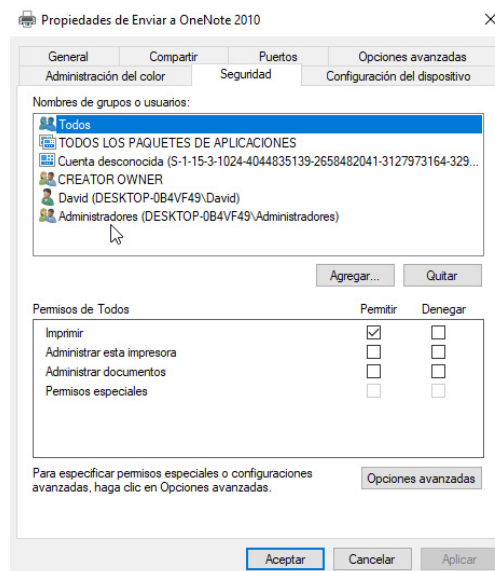 Propiedades de Enviar a OneNote 2010
General Compartir Puertos Opciones avanzadas
Administración del color Seguridad Configuración del dispositivo
Nombres de grupos o usuarios:
Todos
TODOS LOS PAQUETES DE APLICACIONES
Cuenta desconocida (S-1-15-3-1024-4044835139-2658482041-3127973164-329...
CREATOR OWNER
David (DESKTOP-0B4VF49\David)
Administradores (DESKTOP-0B4VF49\Administradores)
Agregar... Quitar
Permisos de Todos Permitir Denegar
Imprimir
Administrar esta impresora
Administrar documentos
Permisos especiales
Para especificar permisos especiales o configuraciones
avanzadas, haga clic en Opciones avanzadas.
Opciones avanzadas
Aceptar Cancelar Aplicar